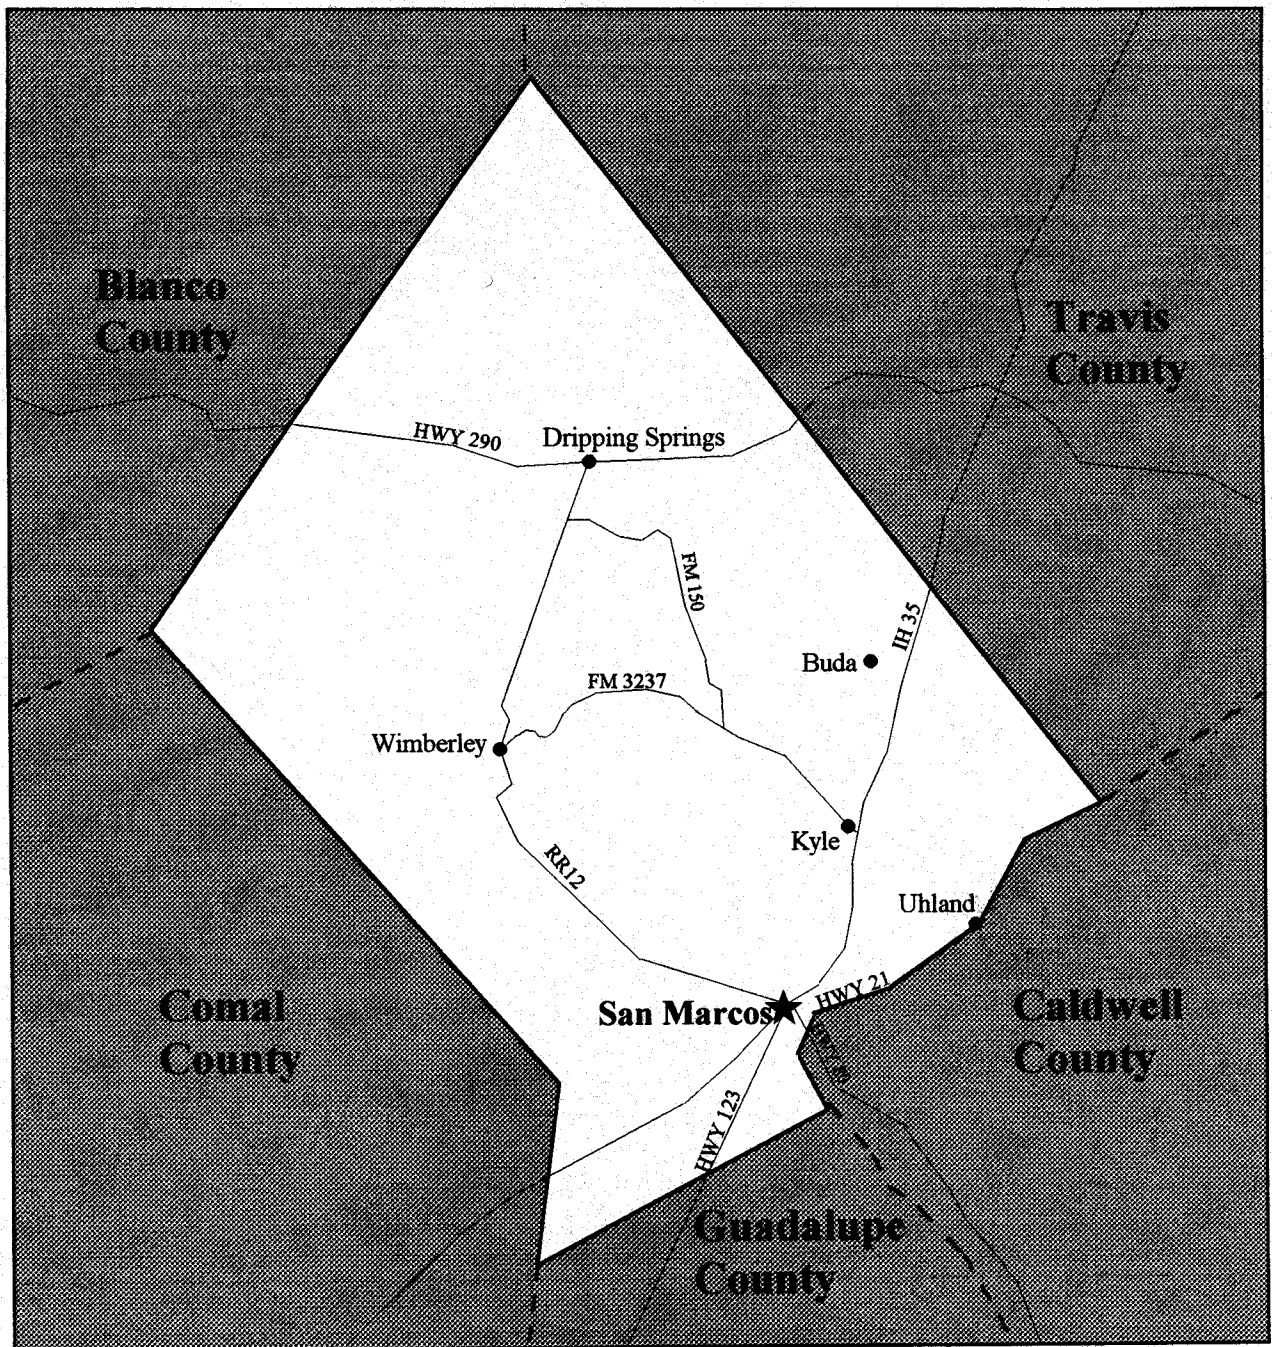 Blanco
County
Travis
County
HWY 290
Dripping Springs
FM 150
IH 35
Buda
FM 3237
Wimberley
Kyle
RR12
Uhland
HWY 21
San Marcos
Comal
County
Caldwell
County
HWY 123
Guadalupe
County